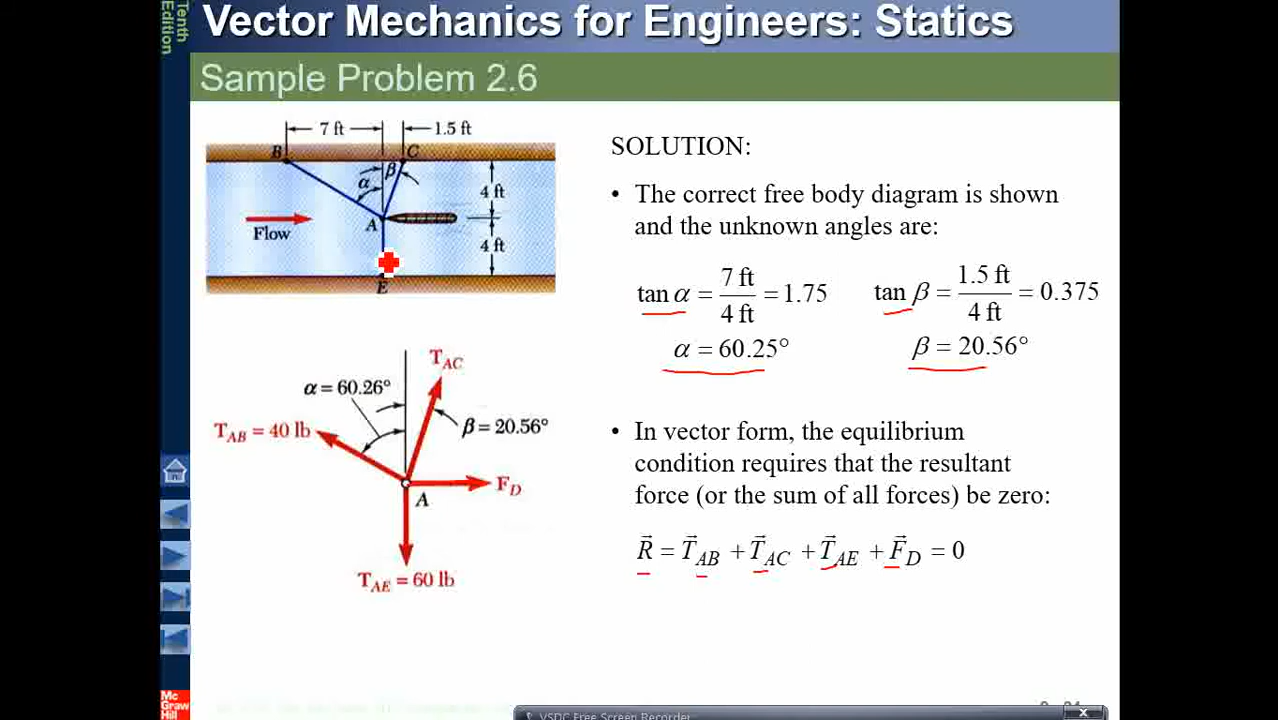 Tenth
Edition
Vector Mechanics for Engineers: Statics
Sample Problem 2.6
7 ft
1.5 ft
B
C
α
β
4 ft
A
Flow
4 ft
E
SOLUTION:
• The correct free body diagram is shown
and the unknown angles are:
tan α = 7 ft / 4 ft = 1.75
tan β = 1.5 ft / 4 ft = 0.375
α = 60.25°
β = 20.56°
T_AC
α = 60.26°
T_AB = 40 lb
β = 20.56°
F_D
A
T_AE = 60 lb
• In vector form, the equilibrium
condition requires that the resultant
force (or the sum of all forces) be zero:
R⃗ = T⃗_AB + T⃗_AC + T⃗_AE + F⃗_D = 0
Mc
Graw
Hill
VSDC Free Screen Recorder